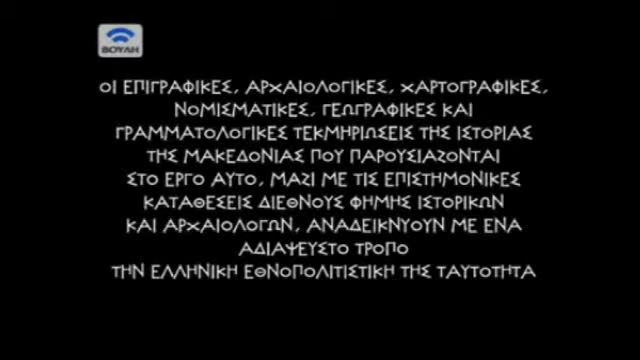 ΒΟΥΛΗ
ΟΙ ΕΠΙΓΡΑΦΙΚΕΣ, ΑΡΧΑΙΟΛΟΓΙΚΕΣ, ΧΑΡΤΟΓΡΑΦΙΚΕΣ,
ΝΟΜΙΣΜΑΤΙΚΕΣ, ΓΕΩΓΡΑΦΙΚΕΣ ΚΑΙ
ΓΡΑΜΜΑΤΟΛΟΓΙΚΕΣ ΤΕΚΜΗΡΙΩΣΕΙΣ ΤΗΣ ΙΣΤΟΡΙΑΣ
ΤΗΣ ΜΑΚΕΔΟΝΙΑΣ ΠΟΥ ΠΑΡΟΥΣΙΑΖΟΝΤΑΙ
ΣΤΟ ΕΡΓΟ ΑΥΤΟ, ΜΑΖΙ ΜΕ ΤΙΣ ΕΠΙΣΤΗΜΟΝΙΚΕΣ
ΚΑΤΑΘΕΣΕΙΣ ΔΙΕΘΝΟΥΣ ΦΗΜΗΣ ΙΣΤΟΡΙΚΩΝ
ΚΑΙ ΑΡΧΑΙΟΛΟΓΩΝ, ΑΝΑΔΕΙΚΝΥΟΥΝ ΜΕ ΕΝΑ
ΑΔΙΑΨΕΥΣΤΟ ΤΡΟΠΟ
ΤΗΝ ΕΛΛΗΝΙΚΗ ΕΘΝΟΠΟΛΙΤΙΣΤΙΚΗ ΤΗΣ ΤΑΥΤΟΤΗΤΑ